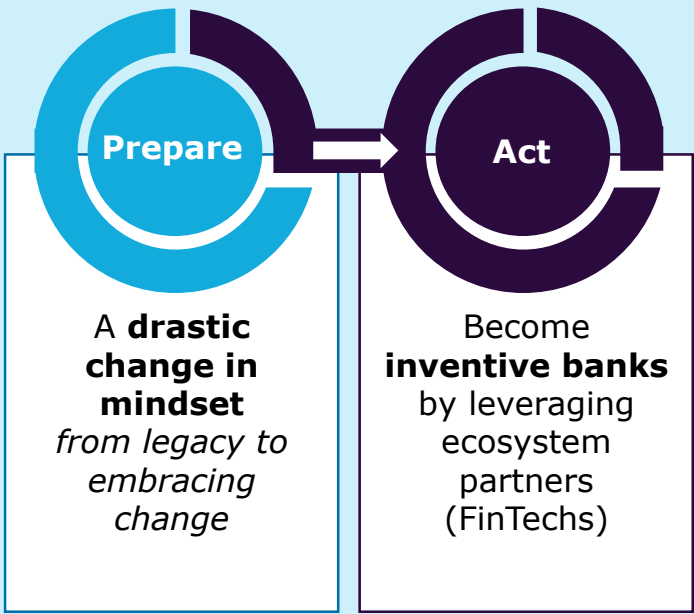 Prepare
A drastic
change in
mindset
from legacy to
embracing
change
Act
Become
inventive banks
by leveraging
ecosystem
partners
(FinTechs)